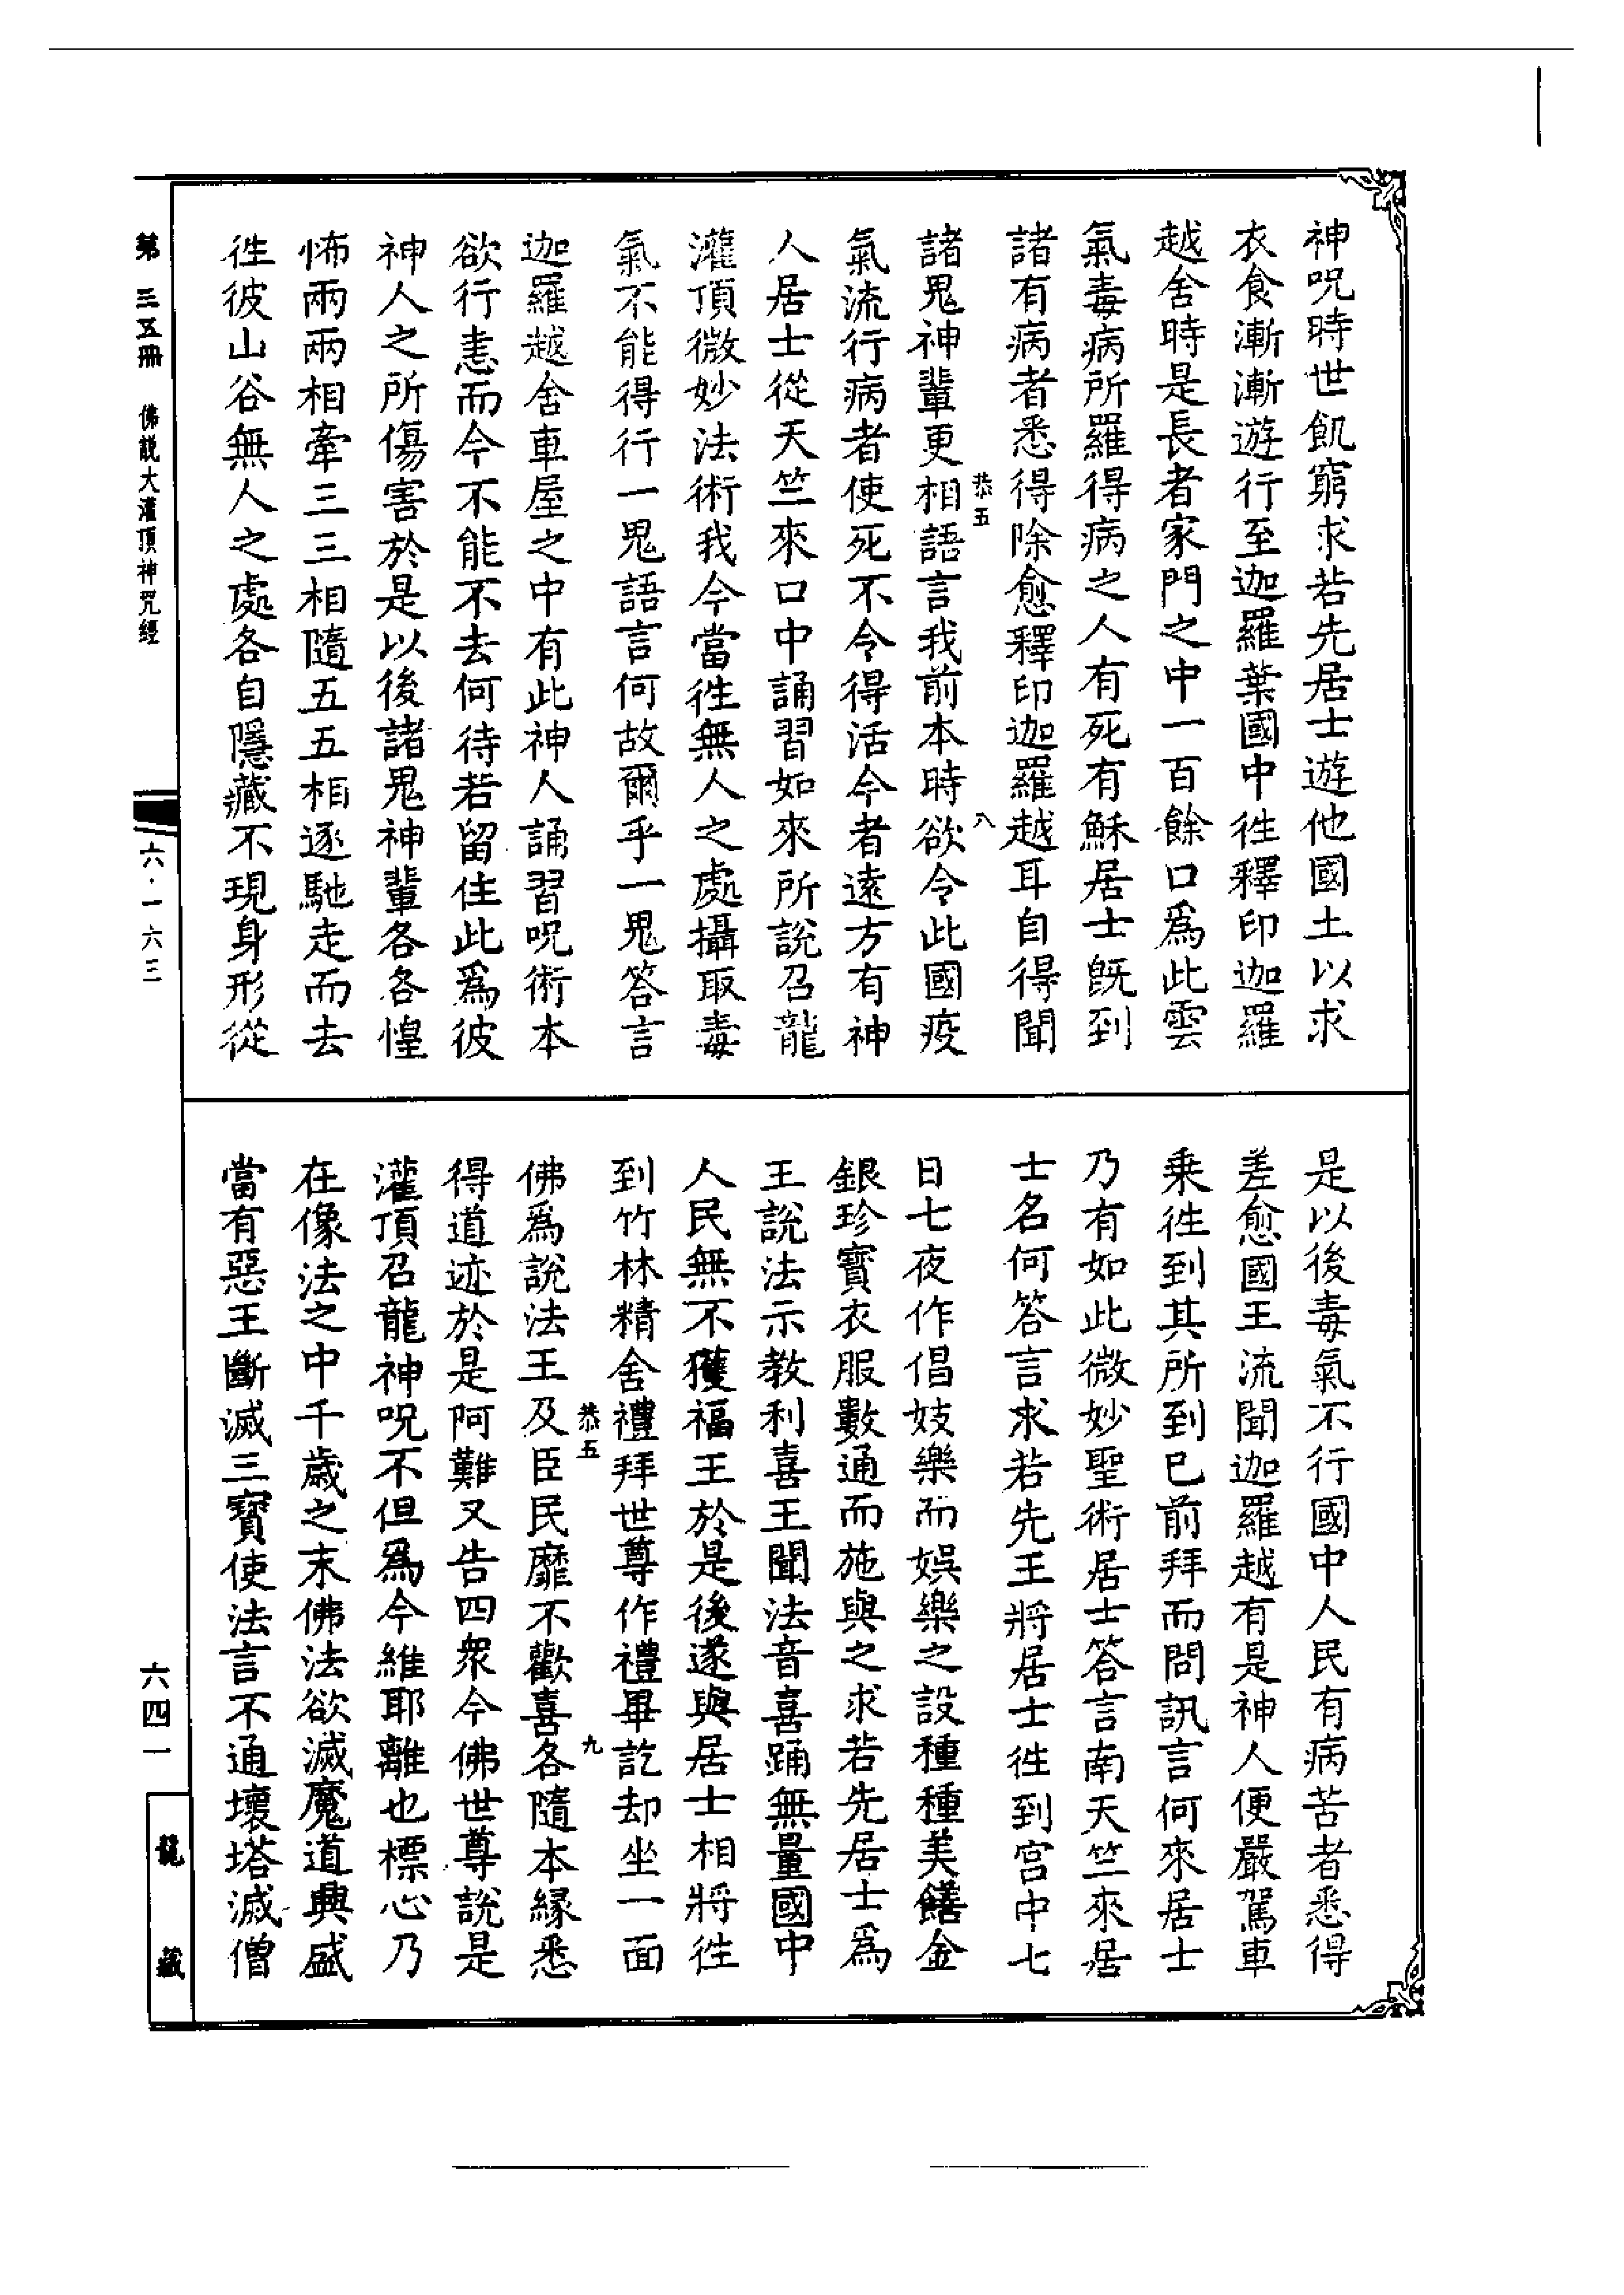 神呪時世飢窮求若先居士遊他國土以求
衣食漸漸遊行至迦羅葉國中徃釋印迦羅
越舍時是長者家門之中一百餘口爲此雲
氣毒病所羅得病之人有死有穌居士旣到
諸有病者悉得除愈釋印迦羅越耳自得聞
恭五
八
諸鬼神輩更相語言我前本時欲令此國疫
氣流行病者使死不令得活今者遠方有神
人居士從天竺來口中誦習如來所說召龍
灌頂微妙法術我今當徃無人之處攝取毒
氣不能得行一鬼語言何故爾乎一鬼答言
迦羅越舍車屋之中有此神人誦習呪術本
欲行恚而今不能不去何待若留住此爲彼
神人之所傷害於是以後諸鬼神輩各各惶
怖兩兩相牽三三相隨五五相逐馳走而去
徃彼山谷無人之處各自隱藏不現身形從
是以後毒氣不行國中人民有病苦者悉得
差愈國王流聞迦羅越有是神人便嚴駕車
乗徃到其所到已前拜而問訊言何來居士
乃有如此微妙聖術居士答言南天竺來居
士名何答言求若先王將居士徃到宫中七
日七夜作倡妓樂而娛樂之設種種美饍金
銀珍寶衣服數通而施與之求若先居士爲
王說法示教利喜王聞法音喜踊無量國中
人民無不獲福王於是後遂與居士相將徃
到竹林精舍禮拜世尊作禮畢訖却坐一面
恭五
九
佛爲說法王及臣民靡不歡喜各隨本緣悉
得道迹於是阿難又告四衆今佛世尊說是
灌頂召龍神呪不但爲今維耶離也標心乃
在像法之中千歲之末佛法欲滅魔道興盛
當有惡王斷滅三寶使法言不通壞塔滅僧
第三五冊 佛說大灌頂神咒經
六·一六三
六四一
龍藏